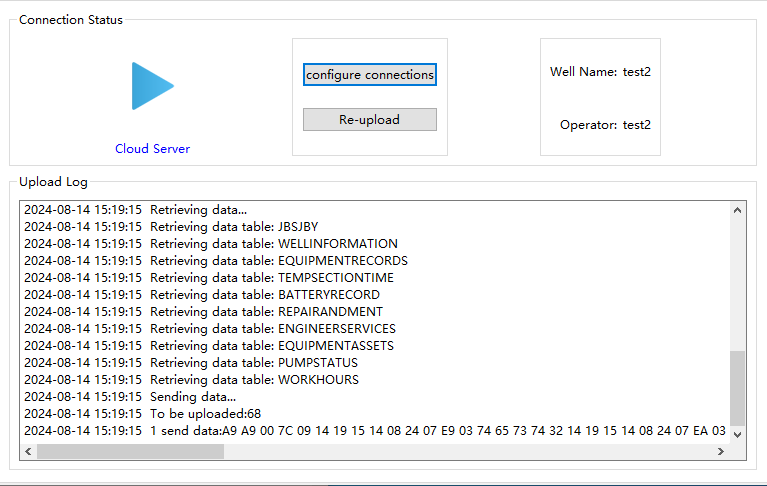 Connection Status
configure connections
Re-upload
Cloud Server
Well Name: test2
Operator: test2
Upload Log
2024-08-14 15:19:15 Retrieving data...
2024-08-14 15:19:15 Retrieving data table: JBSJBY
2024-08-14 15:19:15 Retrieving data table: WELLINFORMATION
2024-08-14 15:19:15 Retrieving data table: EQUIPMENTRECORDS
2024-08-14 15:19:15 Retrieving data table: TEMPSECTIONTIME
2024-08-14 15:19:15 Retrieving data table: BATTERYRECORD
2024-08-14 15:19:15 Retrieving data table: REPAIRANDMENT
2024-08-14 15:19:15 Retrieving data table: ENGINEERSERVICES
2024-08-14 15:19:15 Retrieving data table: EQUIPMENTASSETS
2024-08-14 15:19:15 Retrieving data table: PUMPSTATUS
2024-08-14 15:19:15 Retrieving data table: WORKHOURS
2024-08-14 15:19:15 Sending data...
2024-08-14 15:19:15 To be uploaded:68
2024-08-14 15:19:15 1 send data:A9 A9 00 7C 09 14 19 15 14 08 24 07 E9 03 74 65 73 74 32 14 19 15 14 08 24 07 EA 03